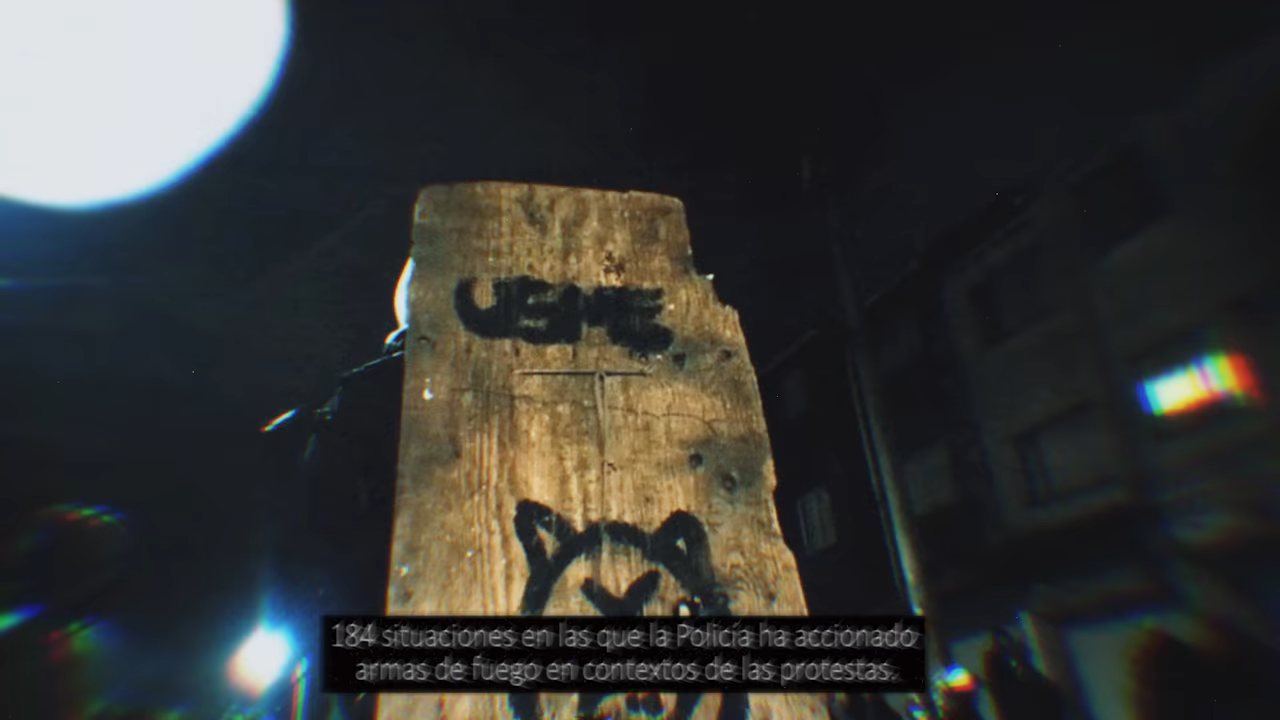 USME
184 situaciones en las que la Policía ha accionado
armas de fuego en contextos de las protestas.